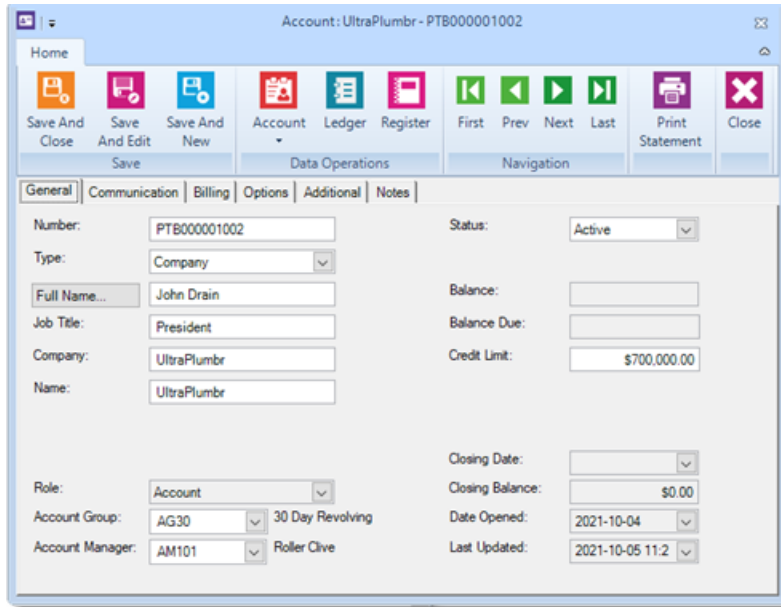 Account : UltraPlumbr - PTB000001002
Home
Save And Close
Save And Edit
Save And New
Account
Ledger
Register
First
Prev
Next
Last
Print Statement
Close
Save
Data Operations
Navigation
General Communication Billing Options Additional Notes
Number: PTB000001002 Status: Active
Type: Company
Full Name... John Drain Balance:
Job Title: President Balance Due:
Company: UltraPlumbr Credit Limit: $700,000.00
Name: UltraPlumbr
Closing Date:
Role: Account Closing Balance: $0.00
Account Group: AG30 30 Day Revolving Date Opened: 2021-10-04
Account Manager: AM101 Roller Clive Last Updated: 2021-10-05 11:2